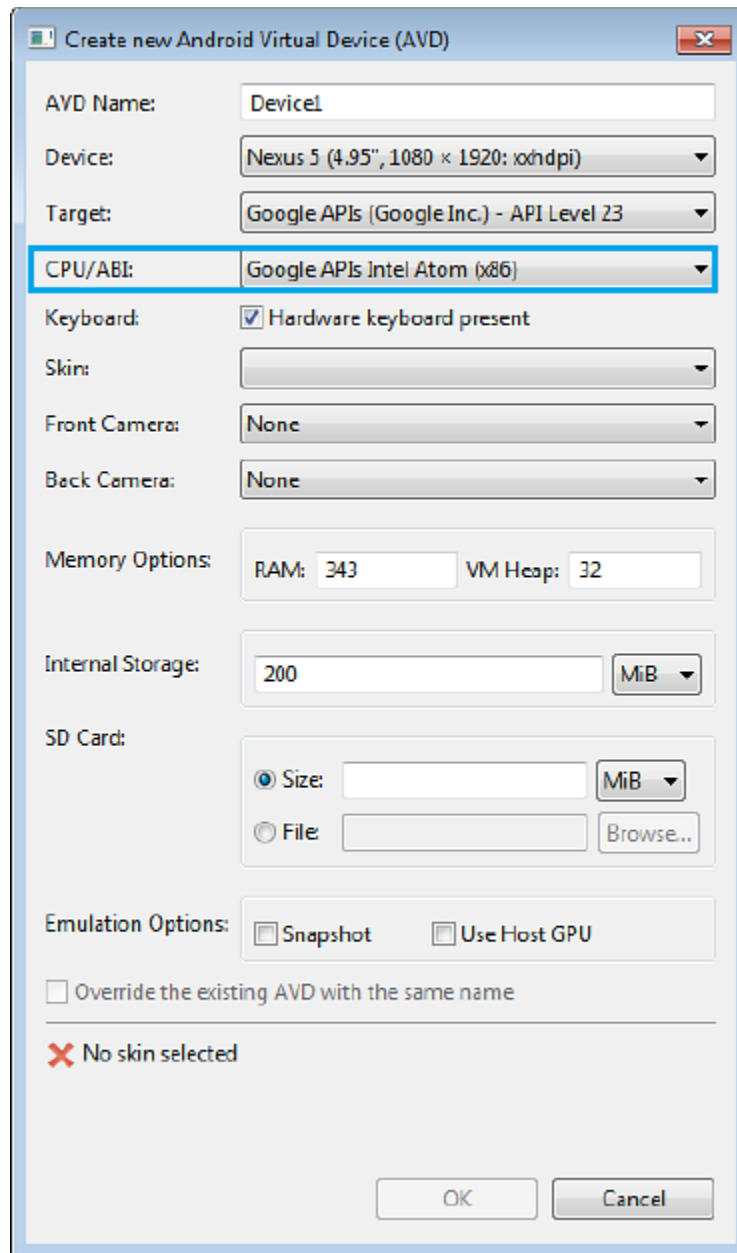 Create new Android Virtual Device (AVD)
AVD Name: Device1
Device: Nexus 5 (4.95", 1080 × 1920: xxhdpi)
Target: Google APIs (Google Inc.) - API Level 23
CPU/ABI: Google APIs Intel Atom (x86)
Keyboard: Hardware keyboard present
Skin:
Front Camera: None
Back Camera: None
Memory Options: RAM: 343 VM Heap: 32
Internal Storage: 200 MiB
SD Card:
Size: MiB
File: Browse...
Emulation Options: Snapshot Use Host GPU
Override the existing AVD with the same name
No skin selected
OK Cancel